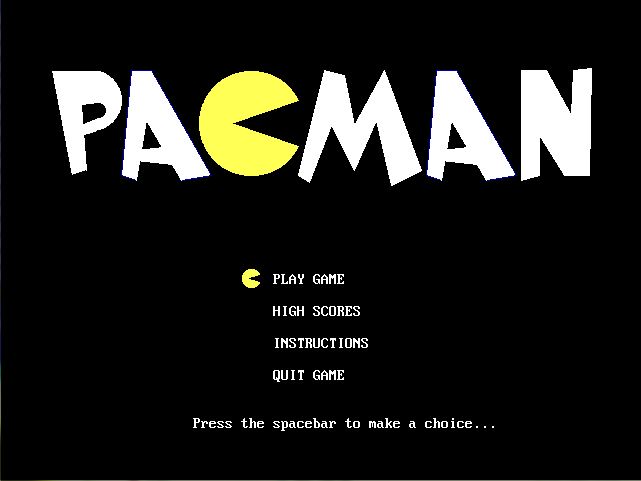 PACMAN
PLAY GAME
HIGH SCORES
INSTRUCTIONS
QUIT GAME
Press the spacebar to make a choice...